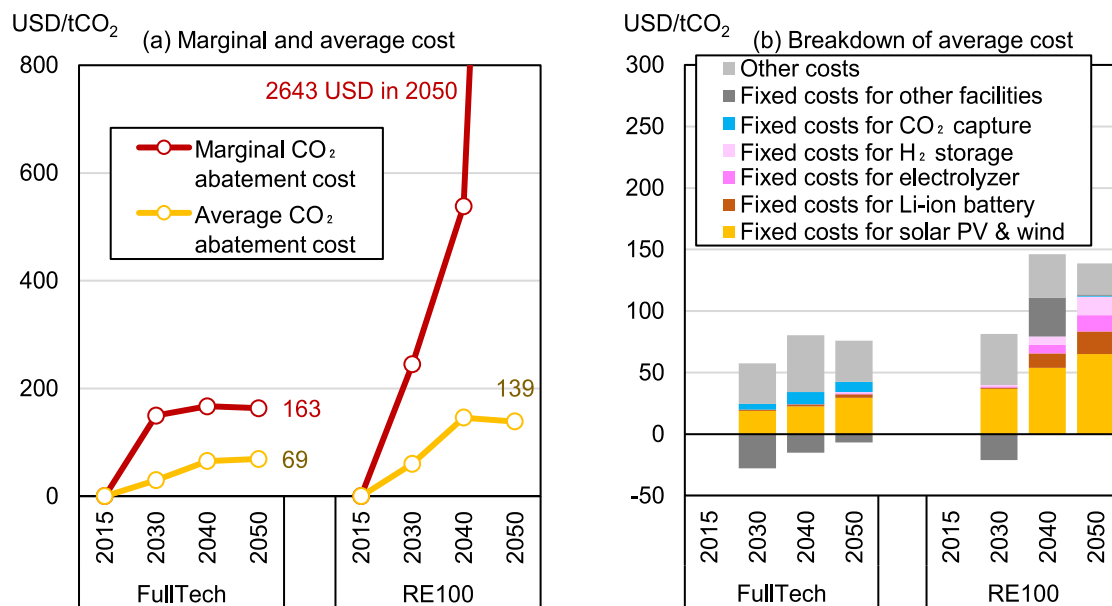 USD/tCO₂
(a) Marginal and average cost
800
600
400
200
0
2643 USD in 2050
Marginal CO₂
abatement cost
Average CO₂
abatement cost
163
69
139
2015 2030 2040 2050 2015 2030 2040 2050
FullTech RE100
USD/tCO₂
(b) Breakdown of average cost
300
250
200
150
100
50
0
-50
Other costs
Fixed costs for other facilities
Fixed costs for CO₂ capture
Fixed costs for H₂ storage
Fixed costs for electrolyzer
Fixed costs for Li-ion battery
Fixed costs for solar PV & wind
2015 2030 2040 2050 2015 2030 2040 2050
FullTech RE100